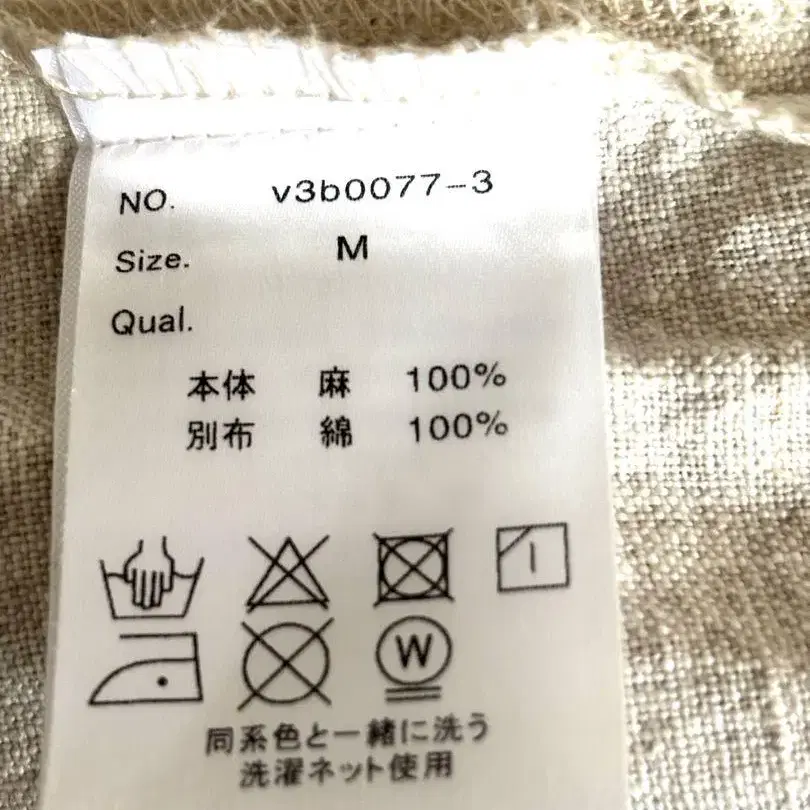 NO. v3b0077-3
Size. M
Qual.
本体 麻 100%
別布 綿 100%
W
同系色と一緒に洗う
洗濯ネット使用